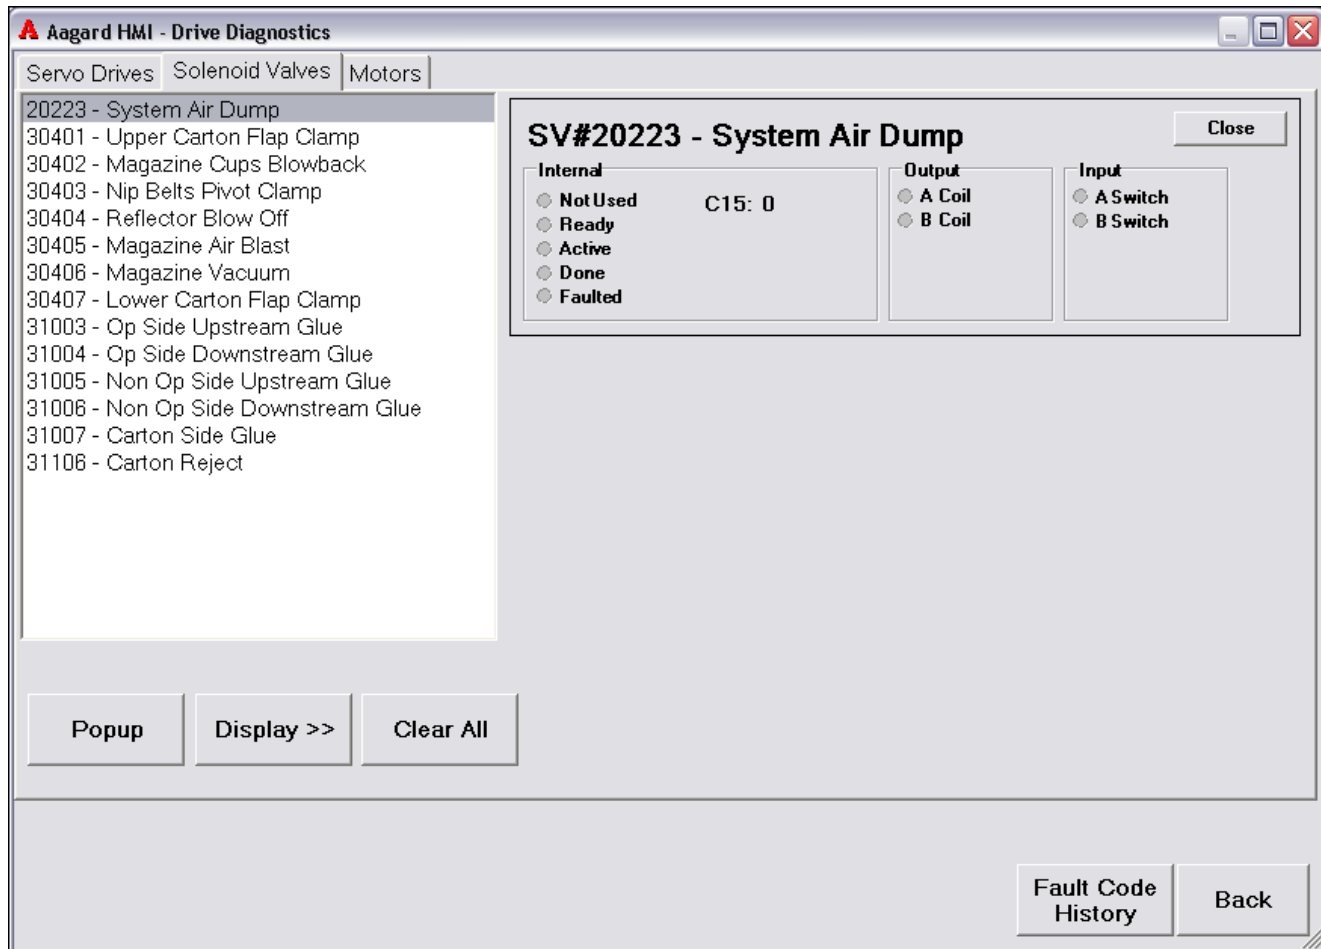 Aagard HMI - Drive Diagnostics
Servo Drives Solenoid Valves Motors
20223 - System Air Dump
30401 - Upper Carton Flap Clamp
30402 - Magazine Cups Blowback
30403 - Nip Belts Pivot Clamp
30404 - Reflector Blow Off
30405 - Magazine Air Blast
30406 - Magazine Vacuum
30407 - Lower Carton Flap Clamp
31003 - Op Side Upstream Glue
31004 - Op Side Downstream Glue
31005 - Non Op Side Upstream Glue
31006 - Non Op Side Downstream Glue
31007 - Carton Side Glue
31106 - Carton Reject
SV#20223 - System Air Dump
Close
Internal
Not Used
Ready
Active
Done
Faulted
C15: 0
Output
A Coil
B Coil
Input
A Switch
B Switch
Popup
Display >>
Clear All
Fault Code
History
Back